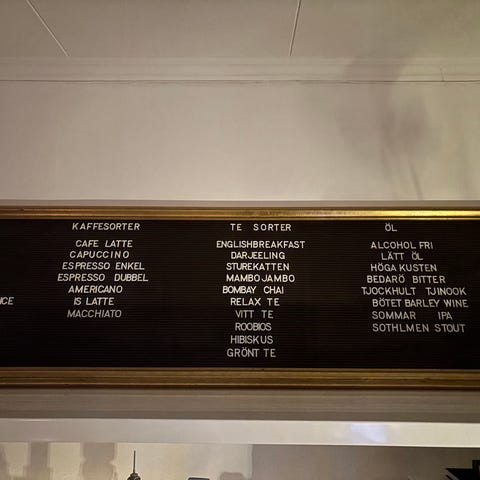 KAFFESORTER
CAFE LATTE
CAPUCCINO
ESPRESSO ENKEL
ESPRESSO DUBBEL
AMERICANO
IS LATTE
MACCHIATO
TE SORTER
ENGLISHBREAKFAST
DARJEELING
STUREKATTEN
MAMBOJAMBO
BOMBAY CHAI
RELAX TE
VITT TE
ROOBIOS
HIBISKUS
GRÖNT TE
ÖL
ALCOHOL FRI
LÄTT ÖL
HÖGA KUSTEN
BEDARÖ BITTER
TJOCKHULT TJINOOK
BÖTET BARLEY WINE
SOMMAR IPA
SOTHLMEN STOUT